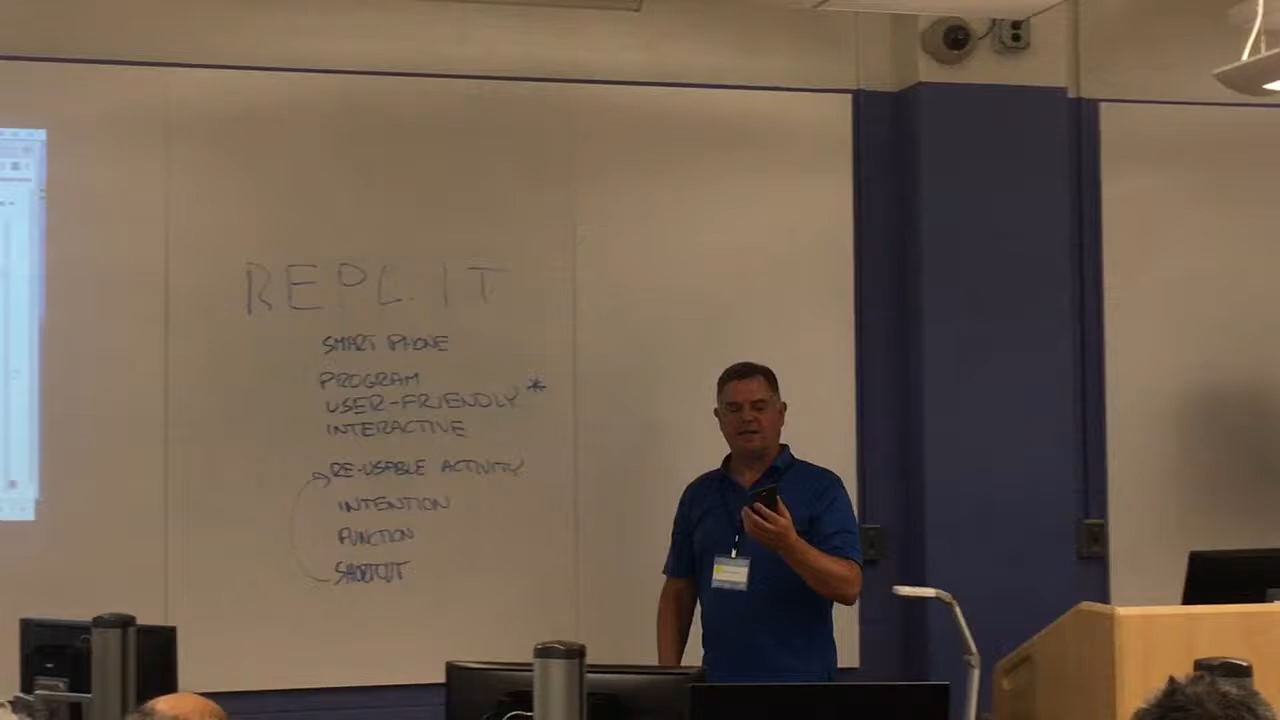 REPL.IT
SMART PHONE
PROGRAM
USER-FRIENDLY *
INTERACTIVE
RE-USABLE ACTIVITY
INTENTION
FUNCTION
SHORTCUT